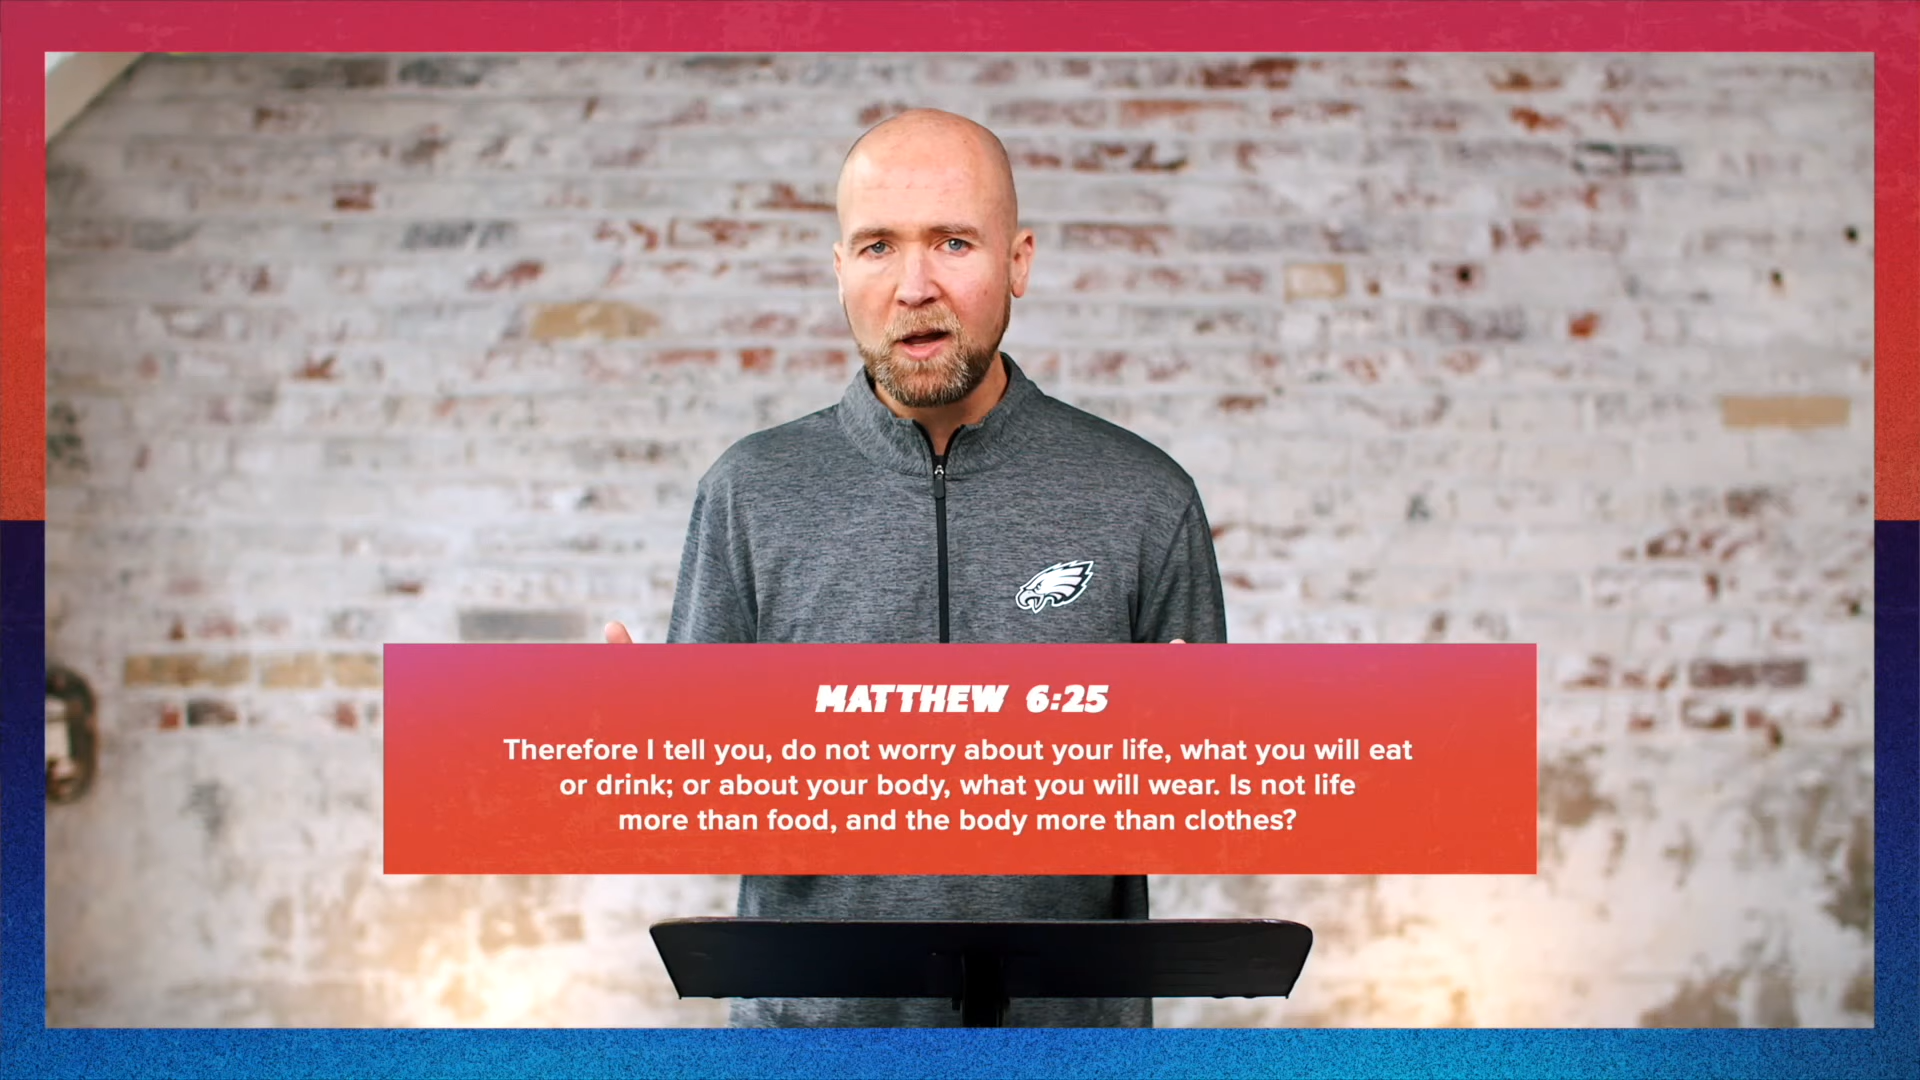 MATTHEW 6:25
Therefore I tell you, do not worry about your life, what you will eat
or drink; or about your body, what you will wear. Is not life
more than food, and the body more than clothes?